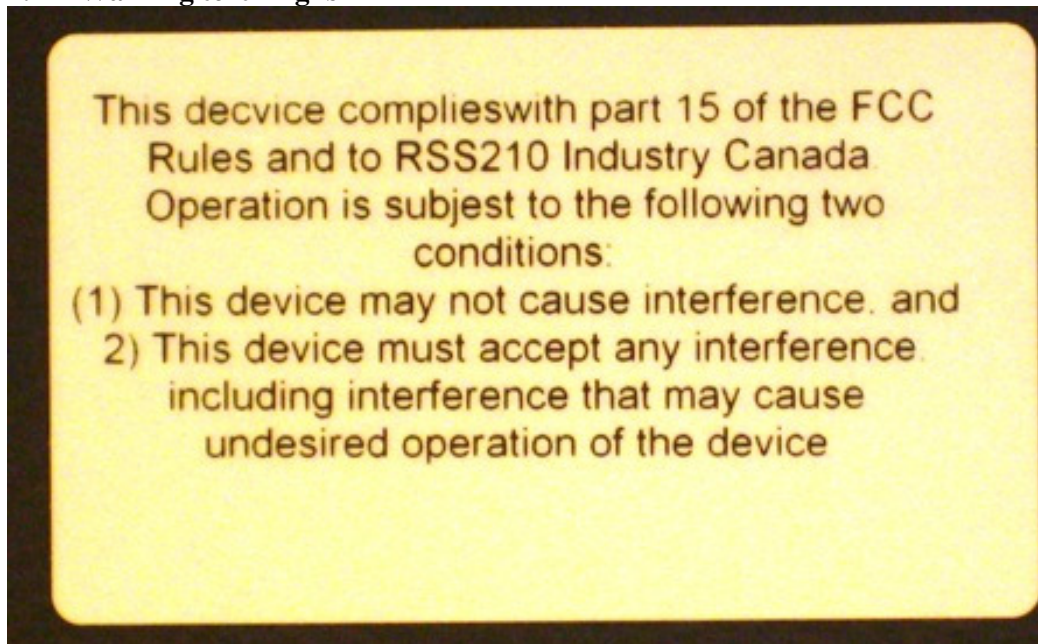 This decvice complieswith part 15 of the FCC
Rules and to RSS210 Industry Canada.
Operation is subjest to the following two
conditions:
(1) This device may not cause interference. and
2) This device must accept any interference.
including interference that may cause
undesired operation of the device